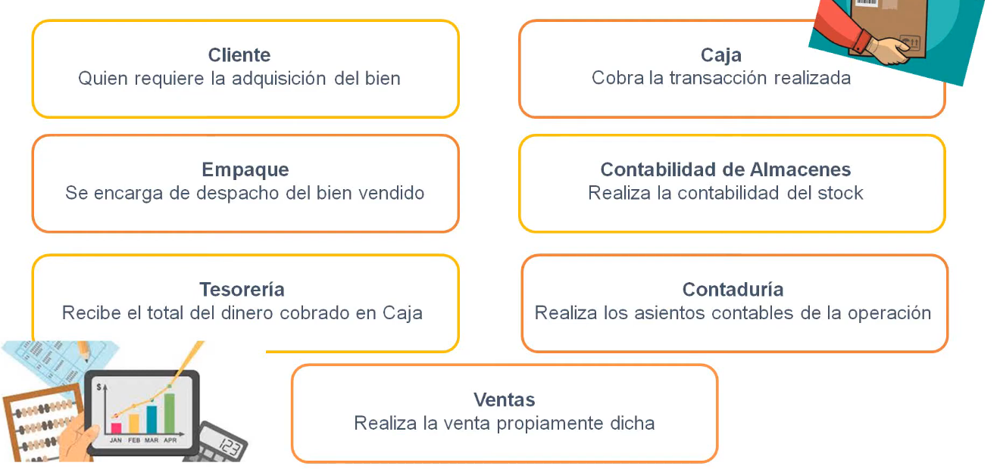 Cliente
Quien requiere la adquisición del bien
Caja
Cobra la transacción realizada
Empaque
Se encarga de despacho del bien vendido
Contabilidad de Almacenes
Realiza la contabilidad del stock
Tesorería
Recibe el total del dinero cobrado en Caja
Contaduría
Realiza los asientos contables de la operación
Ventas
Realiza la venta propiamente dicha
$
JAN FEB MAR APR
123